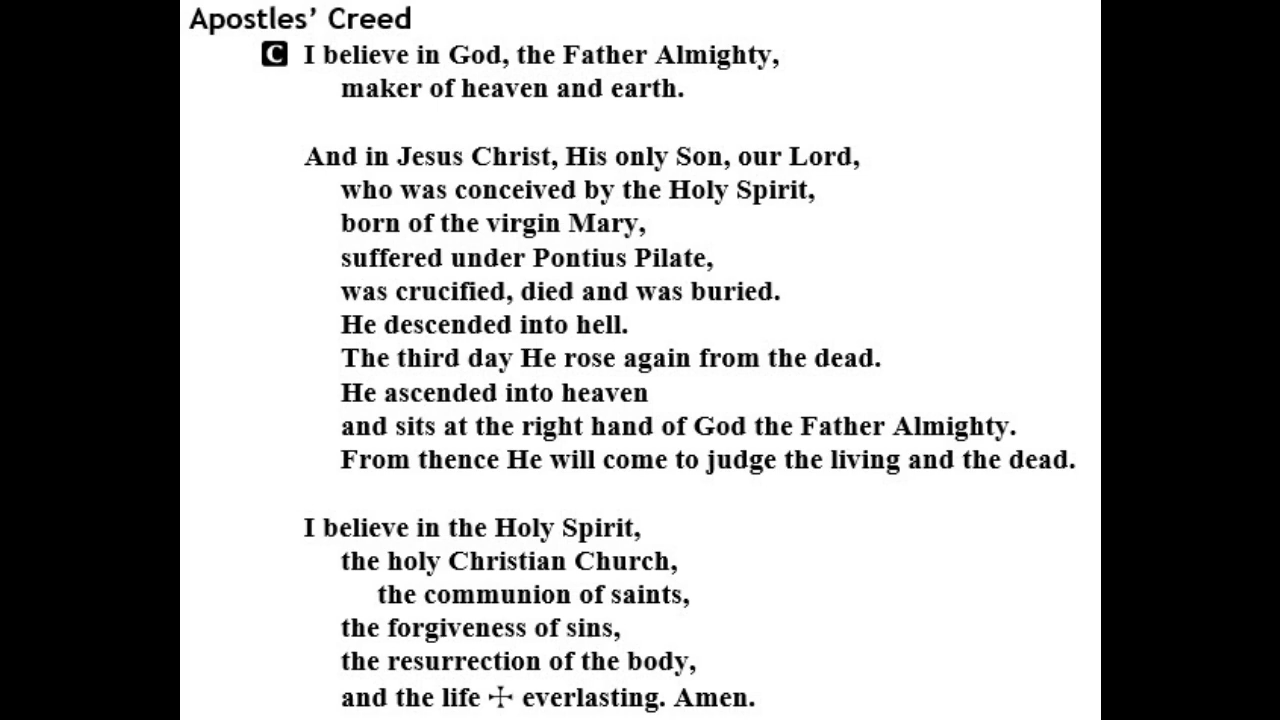 Apostles’ Creed
C I believe in God, the Father Almighty,
maker of heaven and earth.
And in Jesus Christ, His only Son, our Lord,
who was conceived by the Holy Spirit,
born of the virgin Mary,
suffered under Pontius Pilate,
was crucified, died and was buried.
He descended into hell.
The third day He rose again from the dead.
He ascended into heaven
and sits at the right hand of God the Father Almighty.
From thence He will come to judge the living and the dead.
I believe in the Holy Spirit,
the holy Christian Church,
the communion of saints,
the forgiveness of sins,
the resurrection of the body,
and the life ☩ everlasting. Amen.